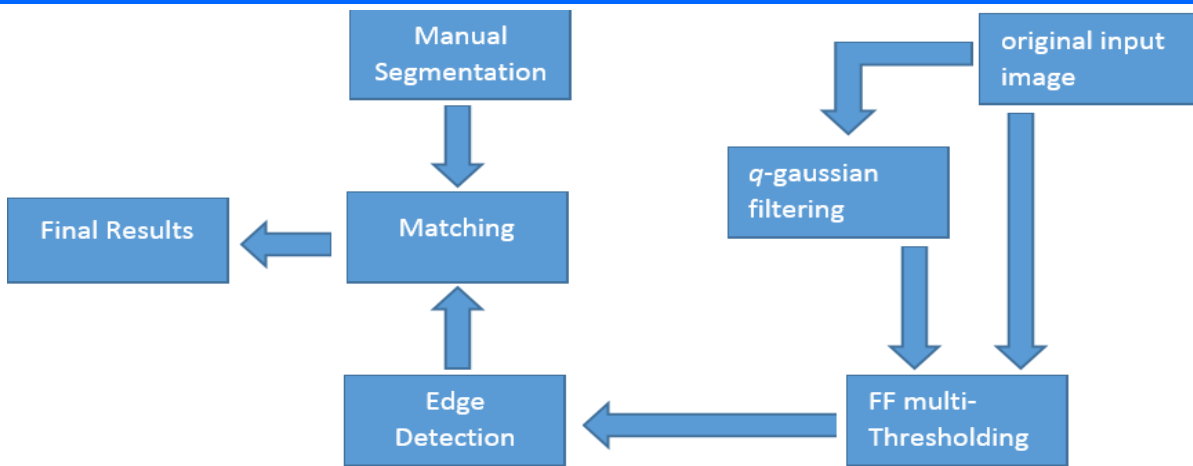 Manual
Segmentation
original input
image
q-gaussian
filtering
Final Results
Matching
Edge
Detection
FF multi-
Thresholding